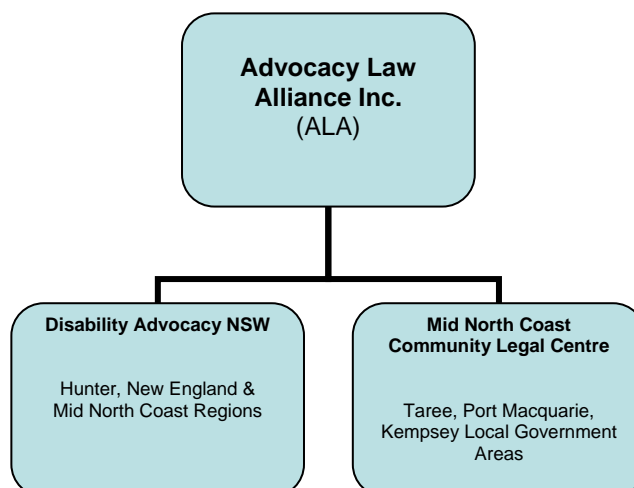 Advocacy Law
Alliance Inc.
(ALA)
Disability Advocacy NSW
Hunter, New England &
Mid North Coast Regions
Mid North Coast
Community Legal Centre
Taree, Port Macquarie,
Kempsey Local Government
Areas